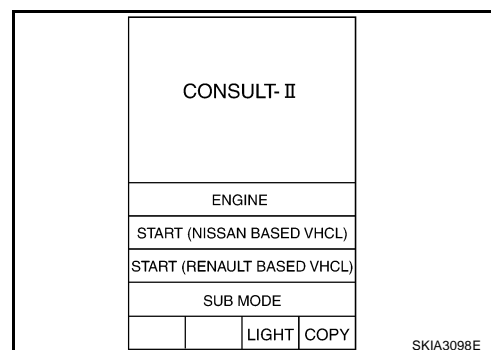 CONSULT-Ⅱ
ENGINE
START (NISSAN BASED VHCL)
START (RENAULT BASED VHCL)
SUB MODE
LIGHT COPY
SKIA3098E